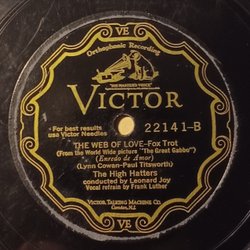 VE
Orthophonic Recording
"HIS MASTER'S VOICE"
VICTOR
For best results
use Victor Needles
22141-B
THE WEB OF LOVE-Fox Trot
(From the World Wide picture "The Great Gabbo")
(Enredo de Amor)
(Lynn Cowan-Paul Titsworth)
The High Hatters
conducted by Leonard Joy
Vocal refrain by Frank Luther
VICTOR TALKING MACHINE CO.
Camden, N.J.
VE